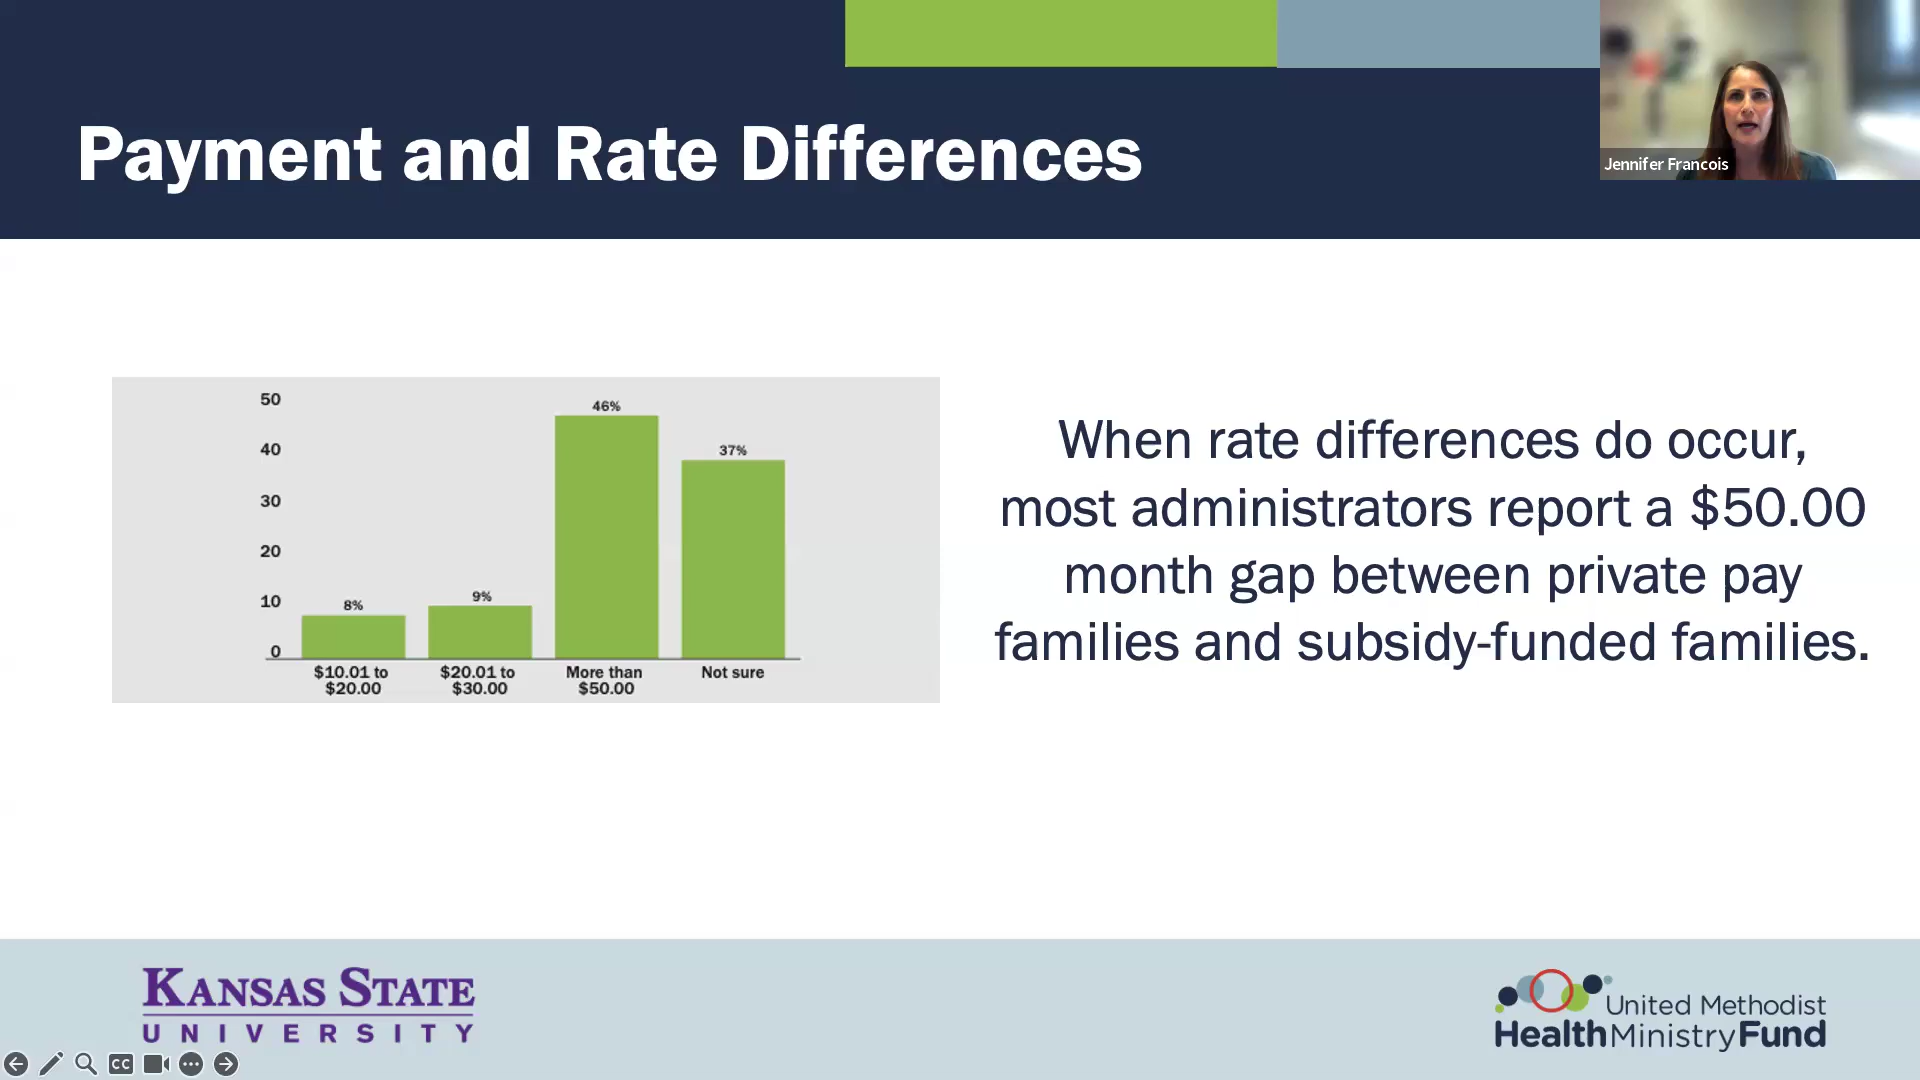 Payment and Rate Differences
Jennifer Francois
50
40
30
20
10
0
8%
9%
46%
37%
$10.01 to
$20.00
$20.01 to
$30.00
More than
$50.00
Not sure
When rate differences do occur,
most administrators report a $50.00
month gap between private pay
families and subsidy-funded families.
KANSAS STATE
UNIVERSITY
United Methodist
HealthMinistryFund
CC